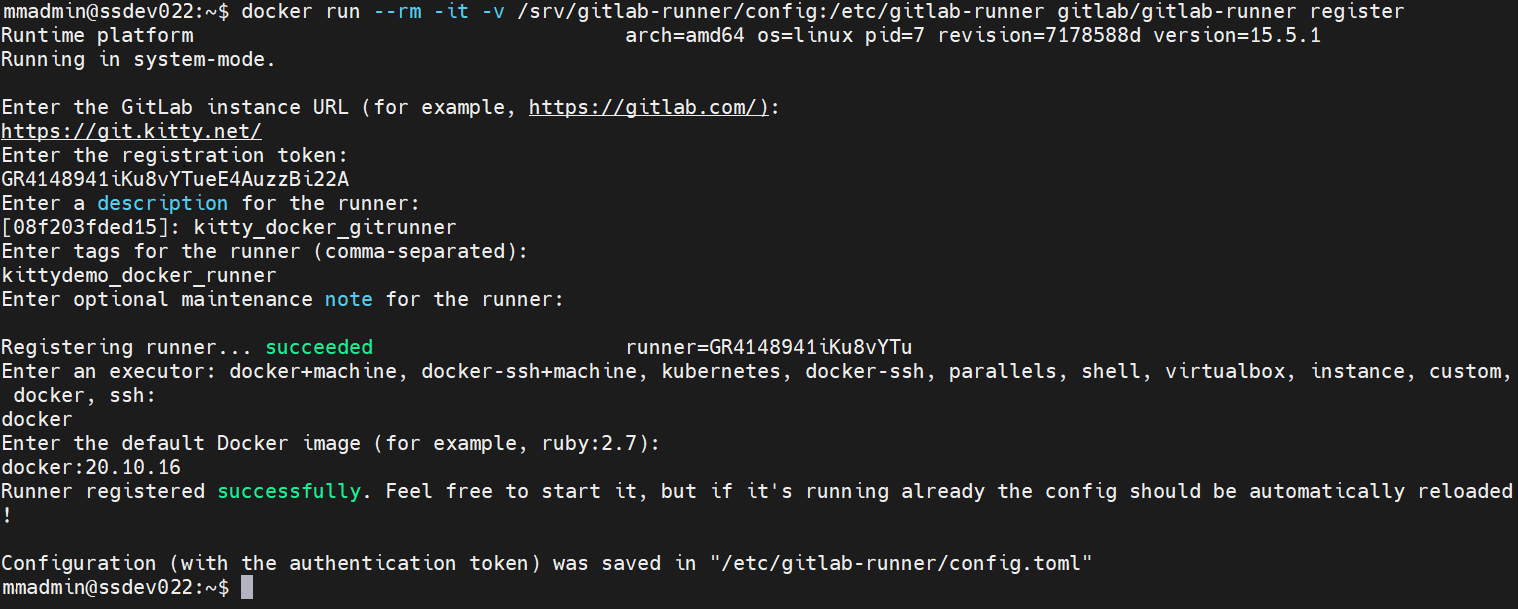 mmadmin@ssdev022:~$ docker run --rm -it -v /srv/gitlab-runner/config:/etc/gitlab-runner gitlab/gitlab-runner register
Runtime platform                                    arch=amd64 os=linux pid=7 revision=7178588d version=15.5.1
Running in system-mode.
Enter the GitLab instance URL (for example, https://gitlab.com/):
https://git.kitty.net/
Enter the registration token:
GR4148941iKu8vYTueE4AuzzBi22A
Enter a description for the runner:
[08f203fded15]: kitty_docker_gitrunner
Enter tags for the runner (comma-separated):
kittydemo_docker_runner
Enter optional maintenance note for the runner:
Registering runner... succeeded                     runner=GR4148941iKu8vYTu
Enter an executor: docker+machine, docker-ssh+machine, kubernetes, docker-ssh, parallels, shell, virtualbox, instance, custom,
 docker, ssh:
docker
Enter the default Docker image (for example, ruby:2.7):
docker:20.10.16
Runner registered successfully. Feel free to start it, but if it's running already the config should be automatically reloaded
!
Configuration (with the authentication token) was saved in "/etc/gitlab-runner/config.toml"
mmadmin@ssdev022:~$